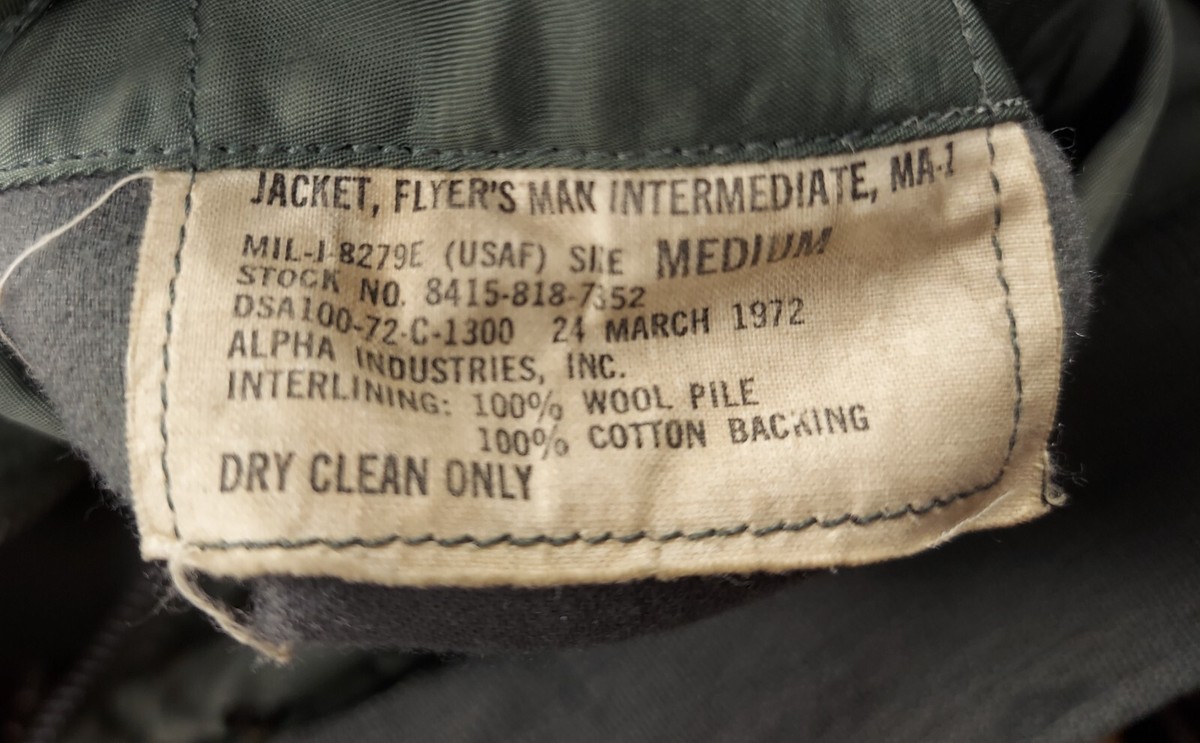 JACKET, FLYER'S MAN INTERMEDIATE, MA-1
MIL-J-8279E (USAF) SIZE MEDIUM
STOCK NO. 8415-818-7352
DSA100-72-C-1300 24 MARCH 1972
ALPHA INDUSTRIES, INC.
INTERLINING: 100% WOOL PILE
100% COTTON BACKING
DRY CLEAN ONLY